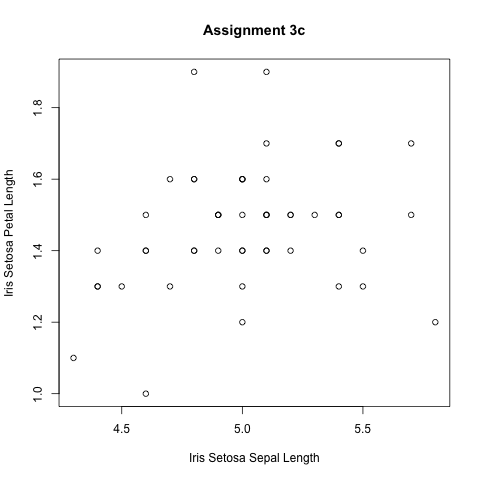 Assignment 3c
Iris Setosa Petal Length
1.8
1.6
1.4
1.2
1.0
4.5 5.0 5.5
Iris Setosa Sepal Length